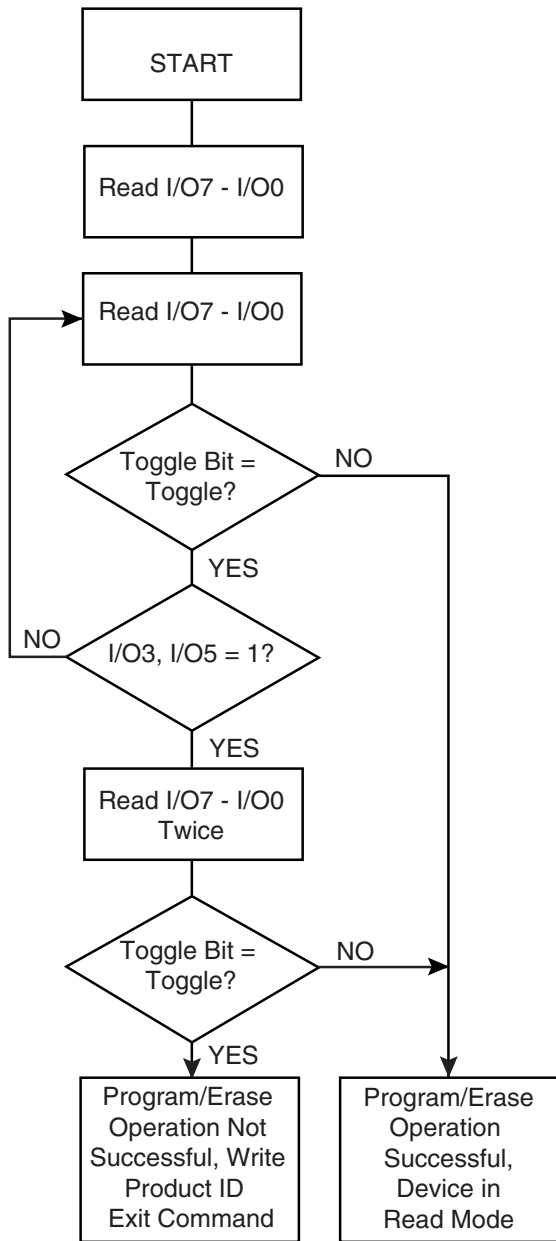 START
Read I/O7 - I/O0
Read I/O7 - I/O0
Toggle Bit =
Toggle?
NO
YES
NO
I/O3, I/O5 = 1?
YES
Read I/O7 - I/O0
Twice
Toggle Bit =
Toggle?
NO
YES
Program/Erase
Operation Not
Successful, Write
Product ID
Exit Command
Program/Erase
Operation
Successful,
Device in
Read Mode